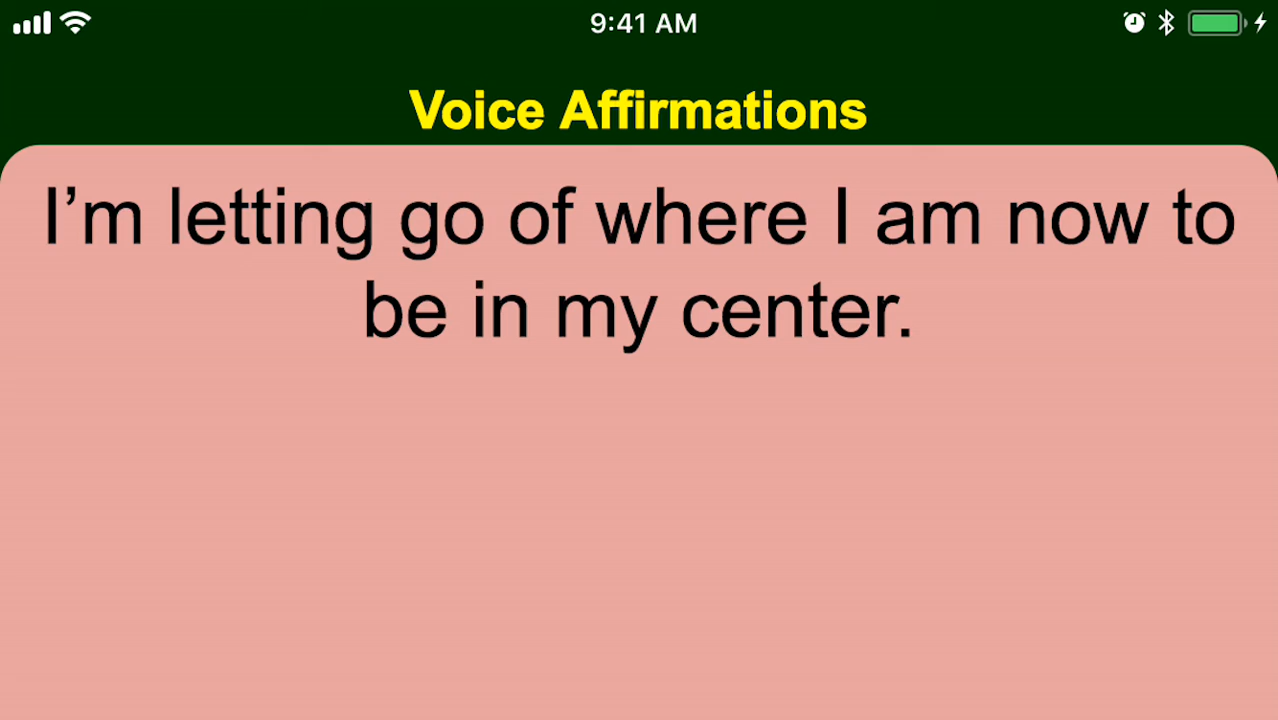 9:41 AM
Voice Affirmations
I’m letting go of where I am now to
be in my center.